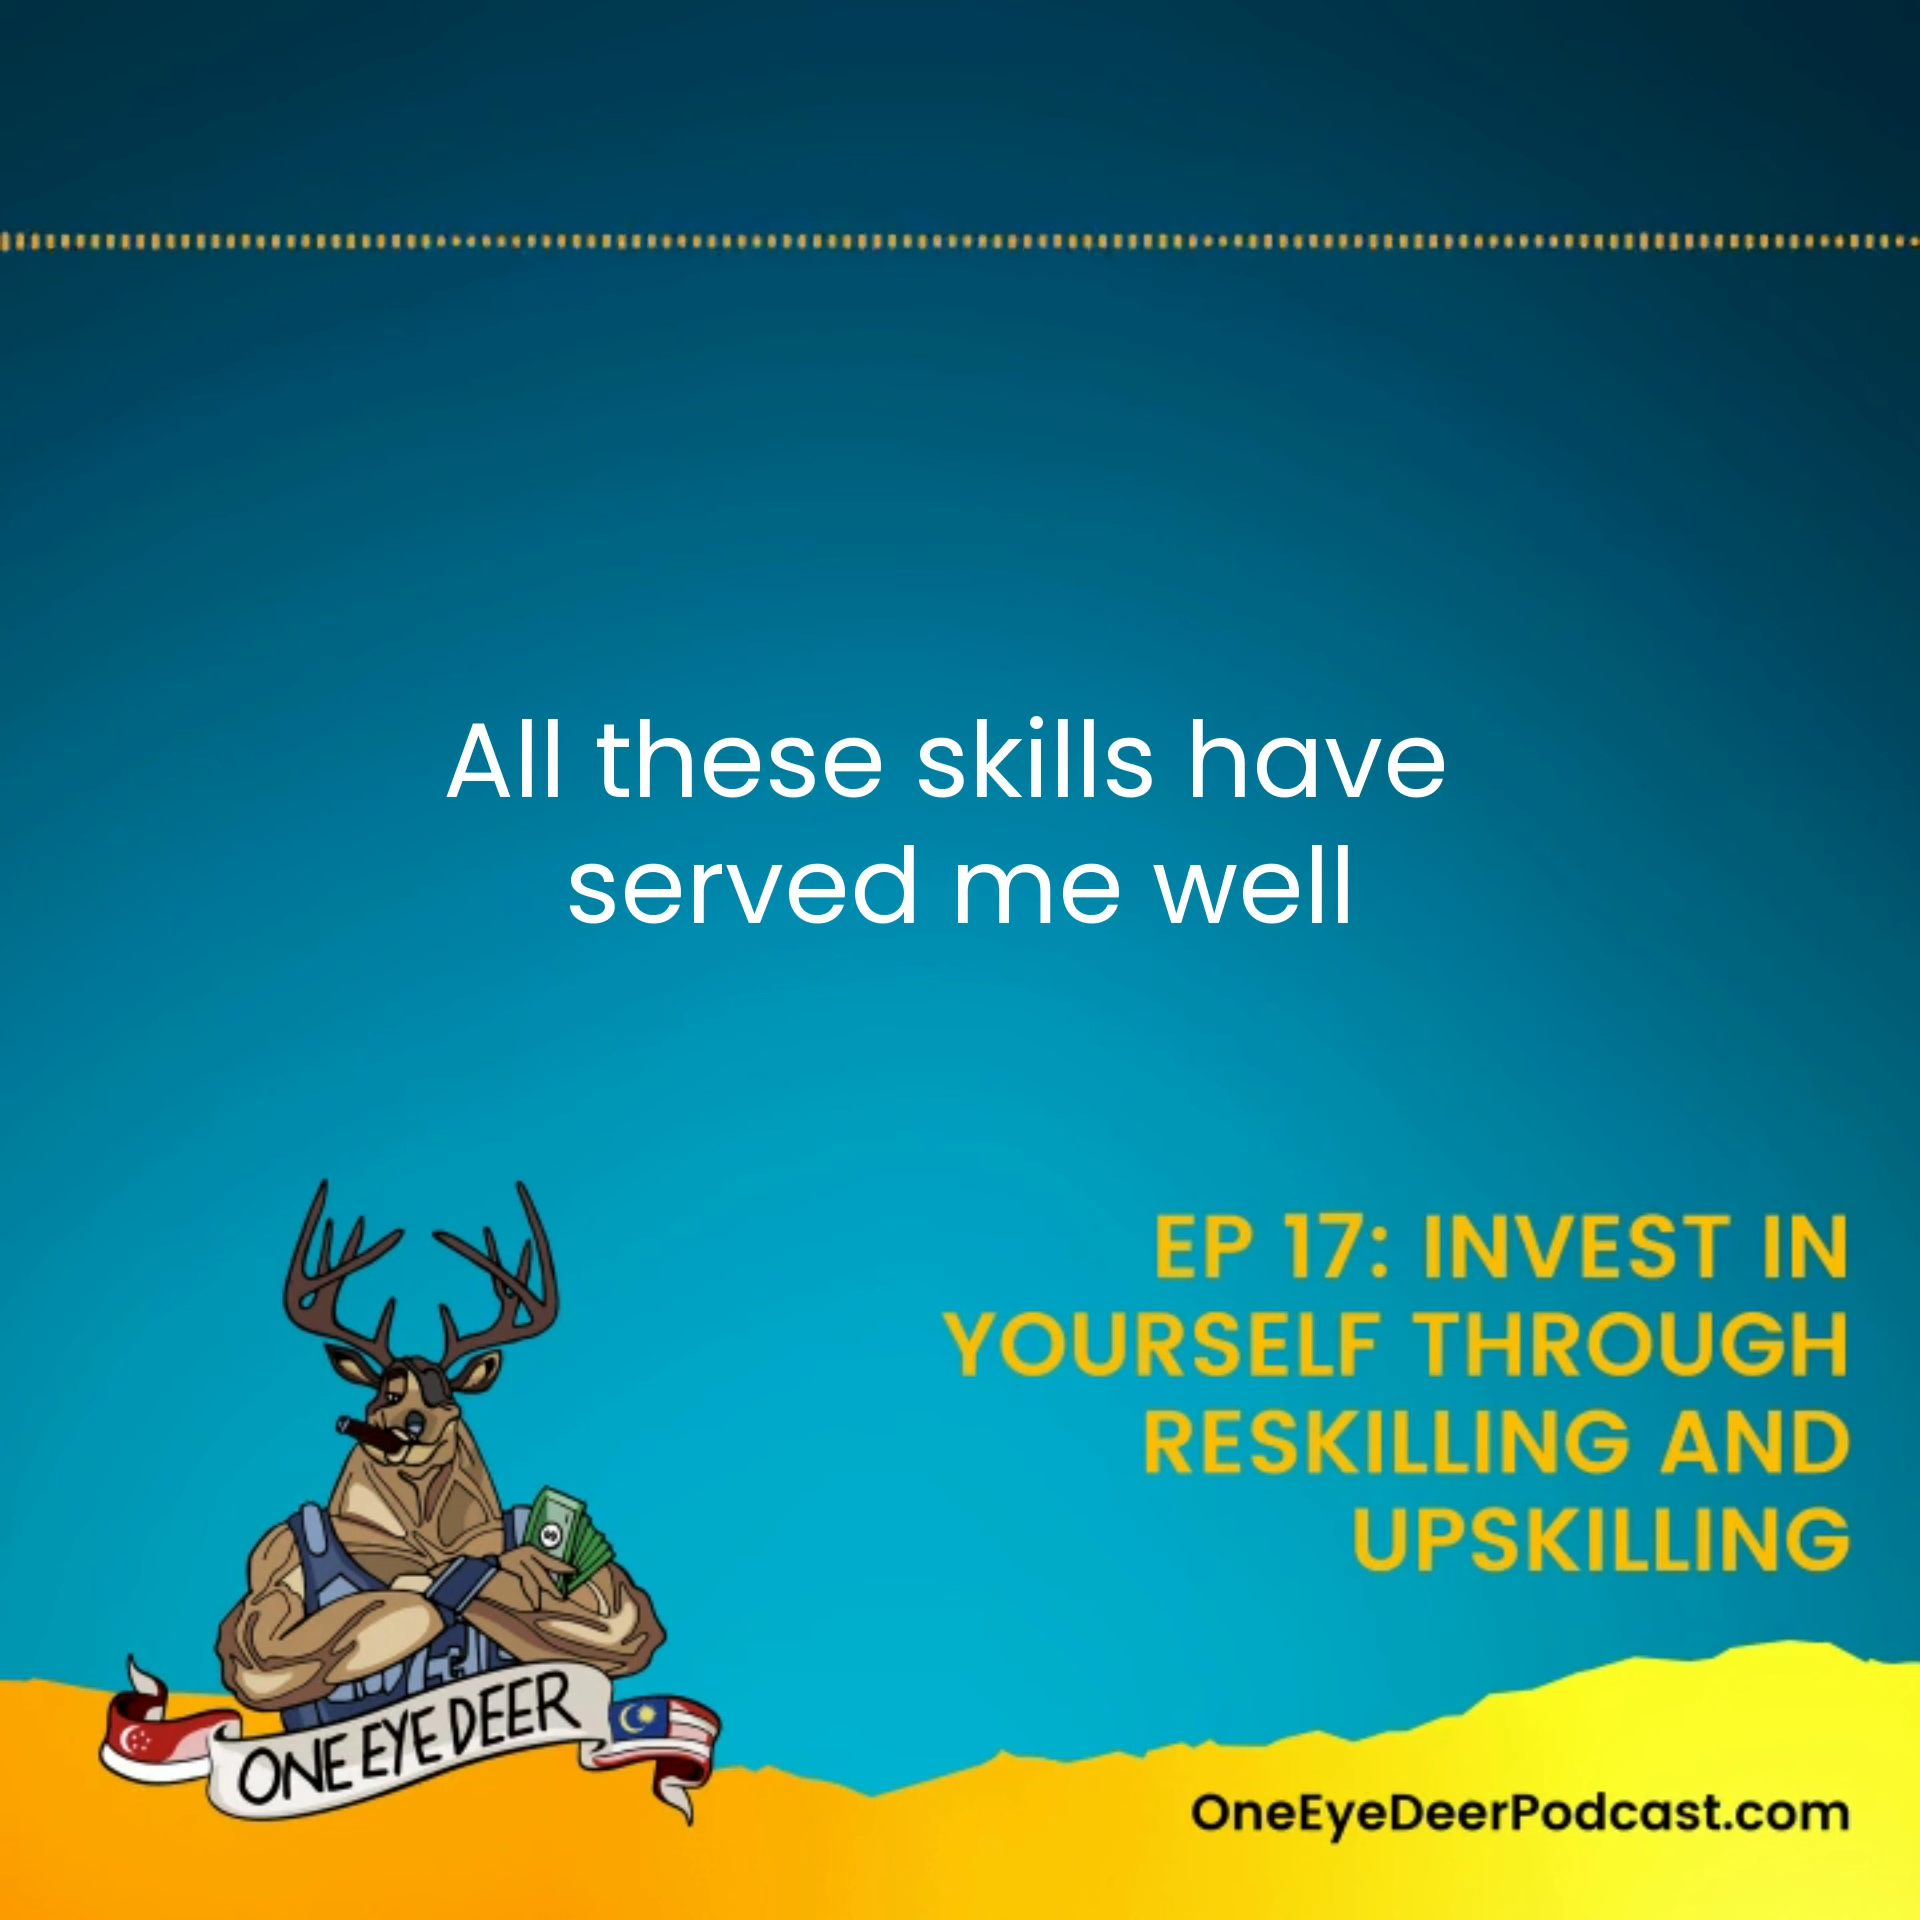 All these skills have
served me well
EP 17: INVEST IN
YOURSELF THROUGH
RESKILLING AND
UPSKILLING
ONE EYE DEER
OneEyeDeerPodcast.com